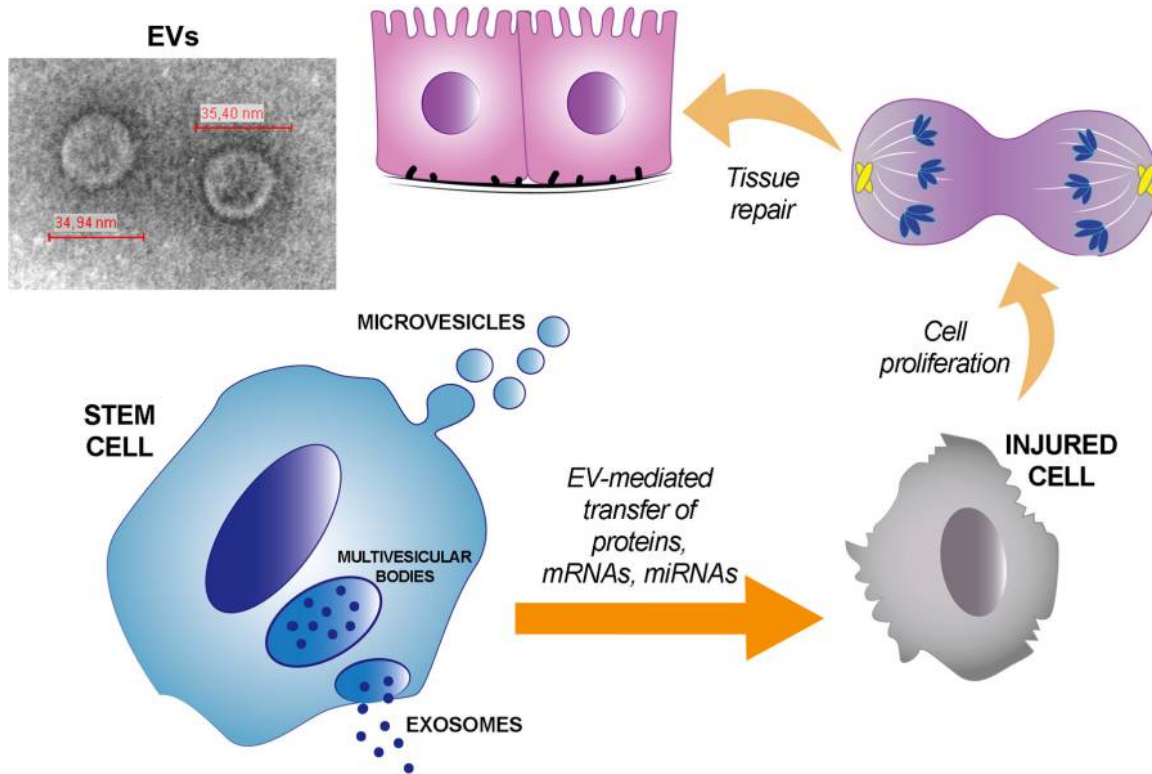 EVs
35,40 nm
34,94 nm
Tissue
repair
MICROVESICLES
Cell
proliferation
STEM
CELL
INJURED
CELL
EV-mediated
transfer of
proteins,
mRNAs, miRNAs
MULTIVESICULAR
BODIES
EXOSOMES